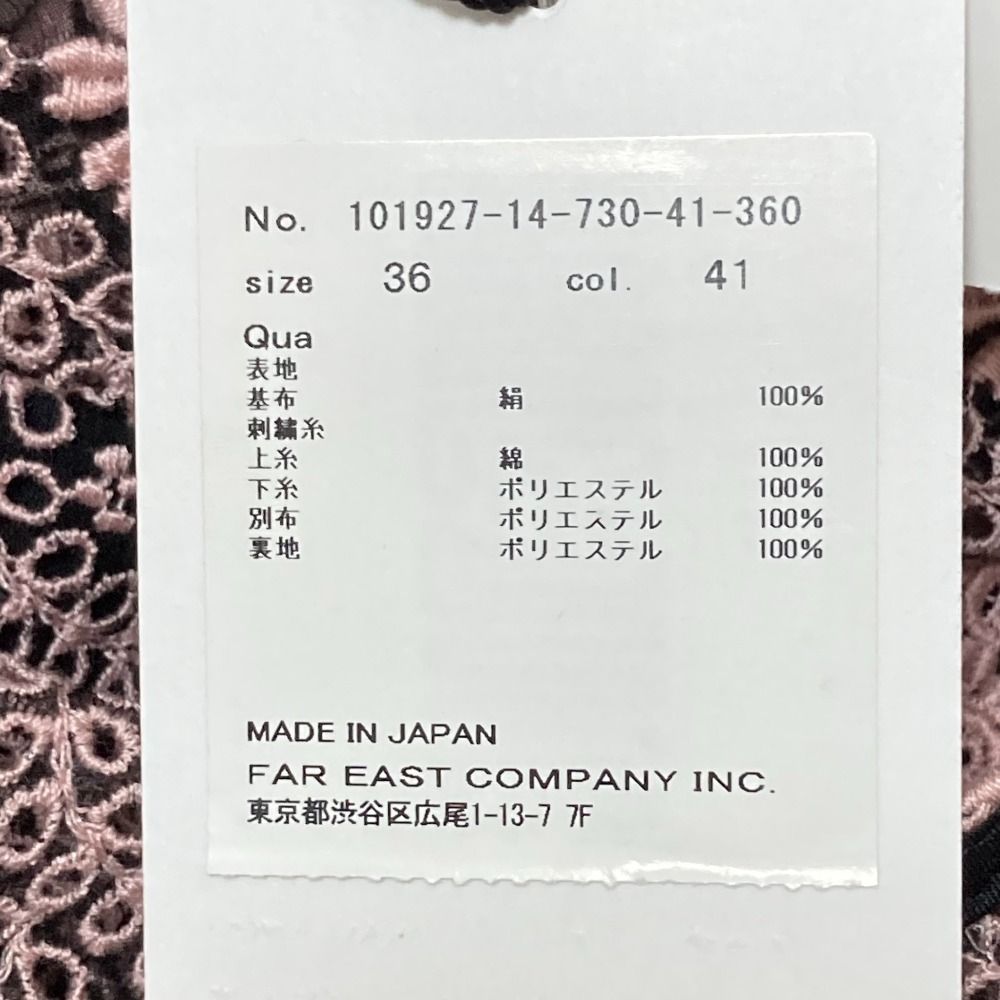 No. 101927-14-730-41-360
size 36 col. 41
Qua
表地
基布 絹 100%
刺繍糸
上糸 綿 100%
下糸 ポリエステル 100%
別布 ポリエステル 100%
裏地 ポリエステル 100%
MADE IN JAPAN
FAR EAST COMPANY INC.
東京都渋谷区広尾1-13-7 7F